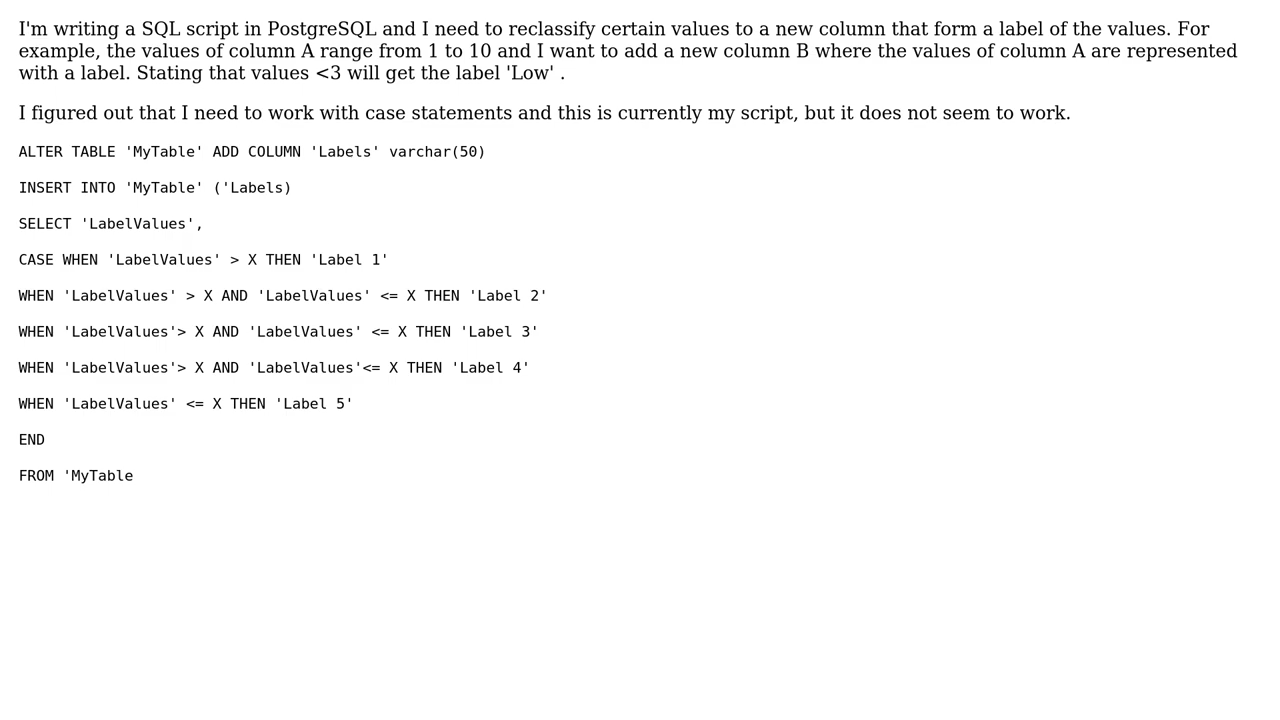 I'm writing a SQL script in PostgreSQL and I need to reclassify certain values to a new column that form a label of the values. For
example, the values of column A range from 1 to 10 and I want to add a new column B where the values of column A are represented
with a label. Stating that values <3 will get the label 'Low' .
I figured out that I need to work with case statements and this is currently my script, but it does not seem to work.
ALTER TABLE 'MyTable' ADD COLUMN 'Labels' varchar(50)
INSERT INTO 'MyTable' ('Labels)
SELECT 'LabelValues',
CASE WHEN 'LabelValues' > X THEN 'Label 1'
WHEN 'LabelValues' > X AND 'LabelValues' <= X THEN 'Label 2'
WHEN 'LabelValues'> X AND 'LabelValues' <= X THEN 'Label 3'
WHEN 'LabelValues'> X AND 'LabelValues'<= X THEN 'Label 4'
WHEN 'LabelValues' <= X THEN 'Label 5'
END
FROM 'MyTable